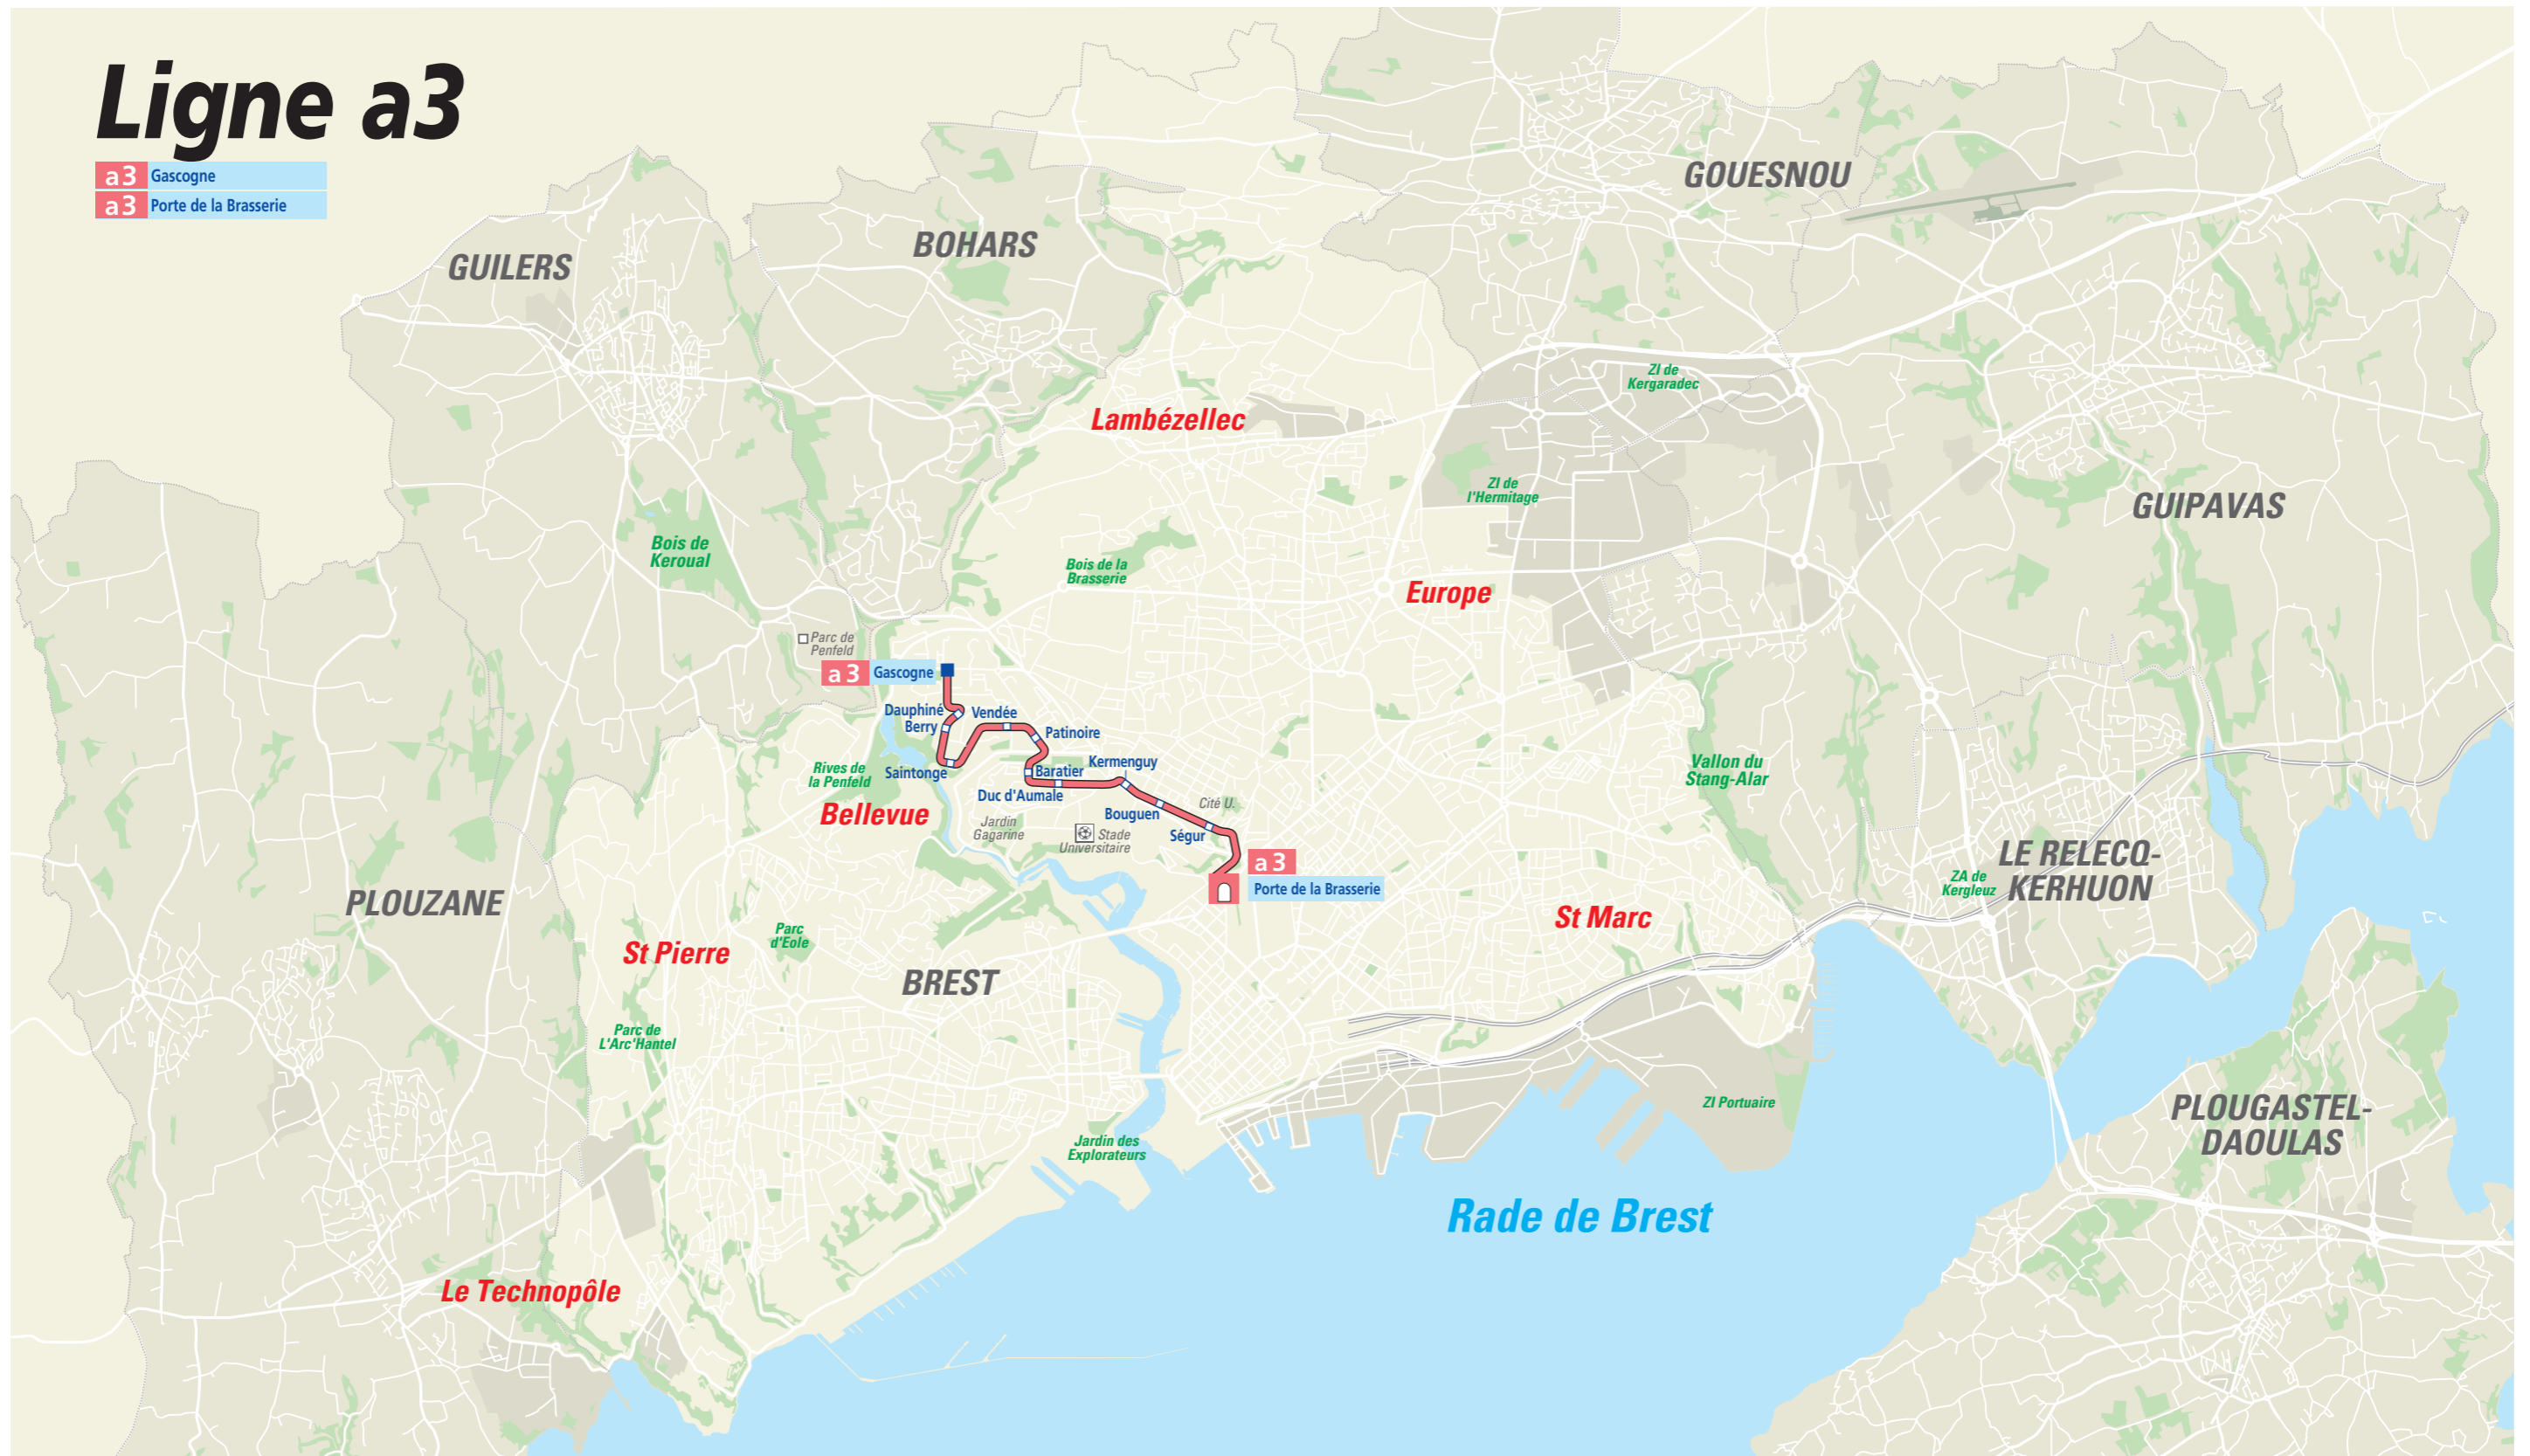 Ligne a3
a3 Gascogne
a3 Porte de la Brasserie
GOUESNOU
BOHARS
GUILERS
ZI de
Kergaradec
Lambézellec
ZI de
l'Hermitage
GUIPAVAS
Bois de
Keroual
Bois de la
Brasserie
Europe
Parc de
Penfeld
a3 Gascogne
Dauphiné
Vendée
Berry
Patinoire
Kermenguy
Saintonge
Baratier
Rives de
la Penfeld
Vallon du
Stang-Alar
Duc d'Aumale
Cité U.
Bellevue
Bouguen
Jardin
Gagarine
Stade
Universitaire
Ségur
a3
Porte de la Brasserie
LE RELECQ-
KERHUON
ZA de
Kergleuz
PLOUZANE
St Marc
Parc
d'Eole
St Pierre
BREST
Parc de
L'Arc'Hantel
ZI Portuaire
PLOUGASTEL-
DAOULAS
Jardin des
Explorateurs
Rade de Brest
Le Technopôle